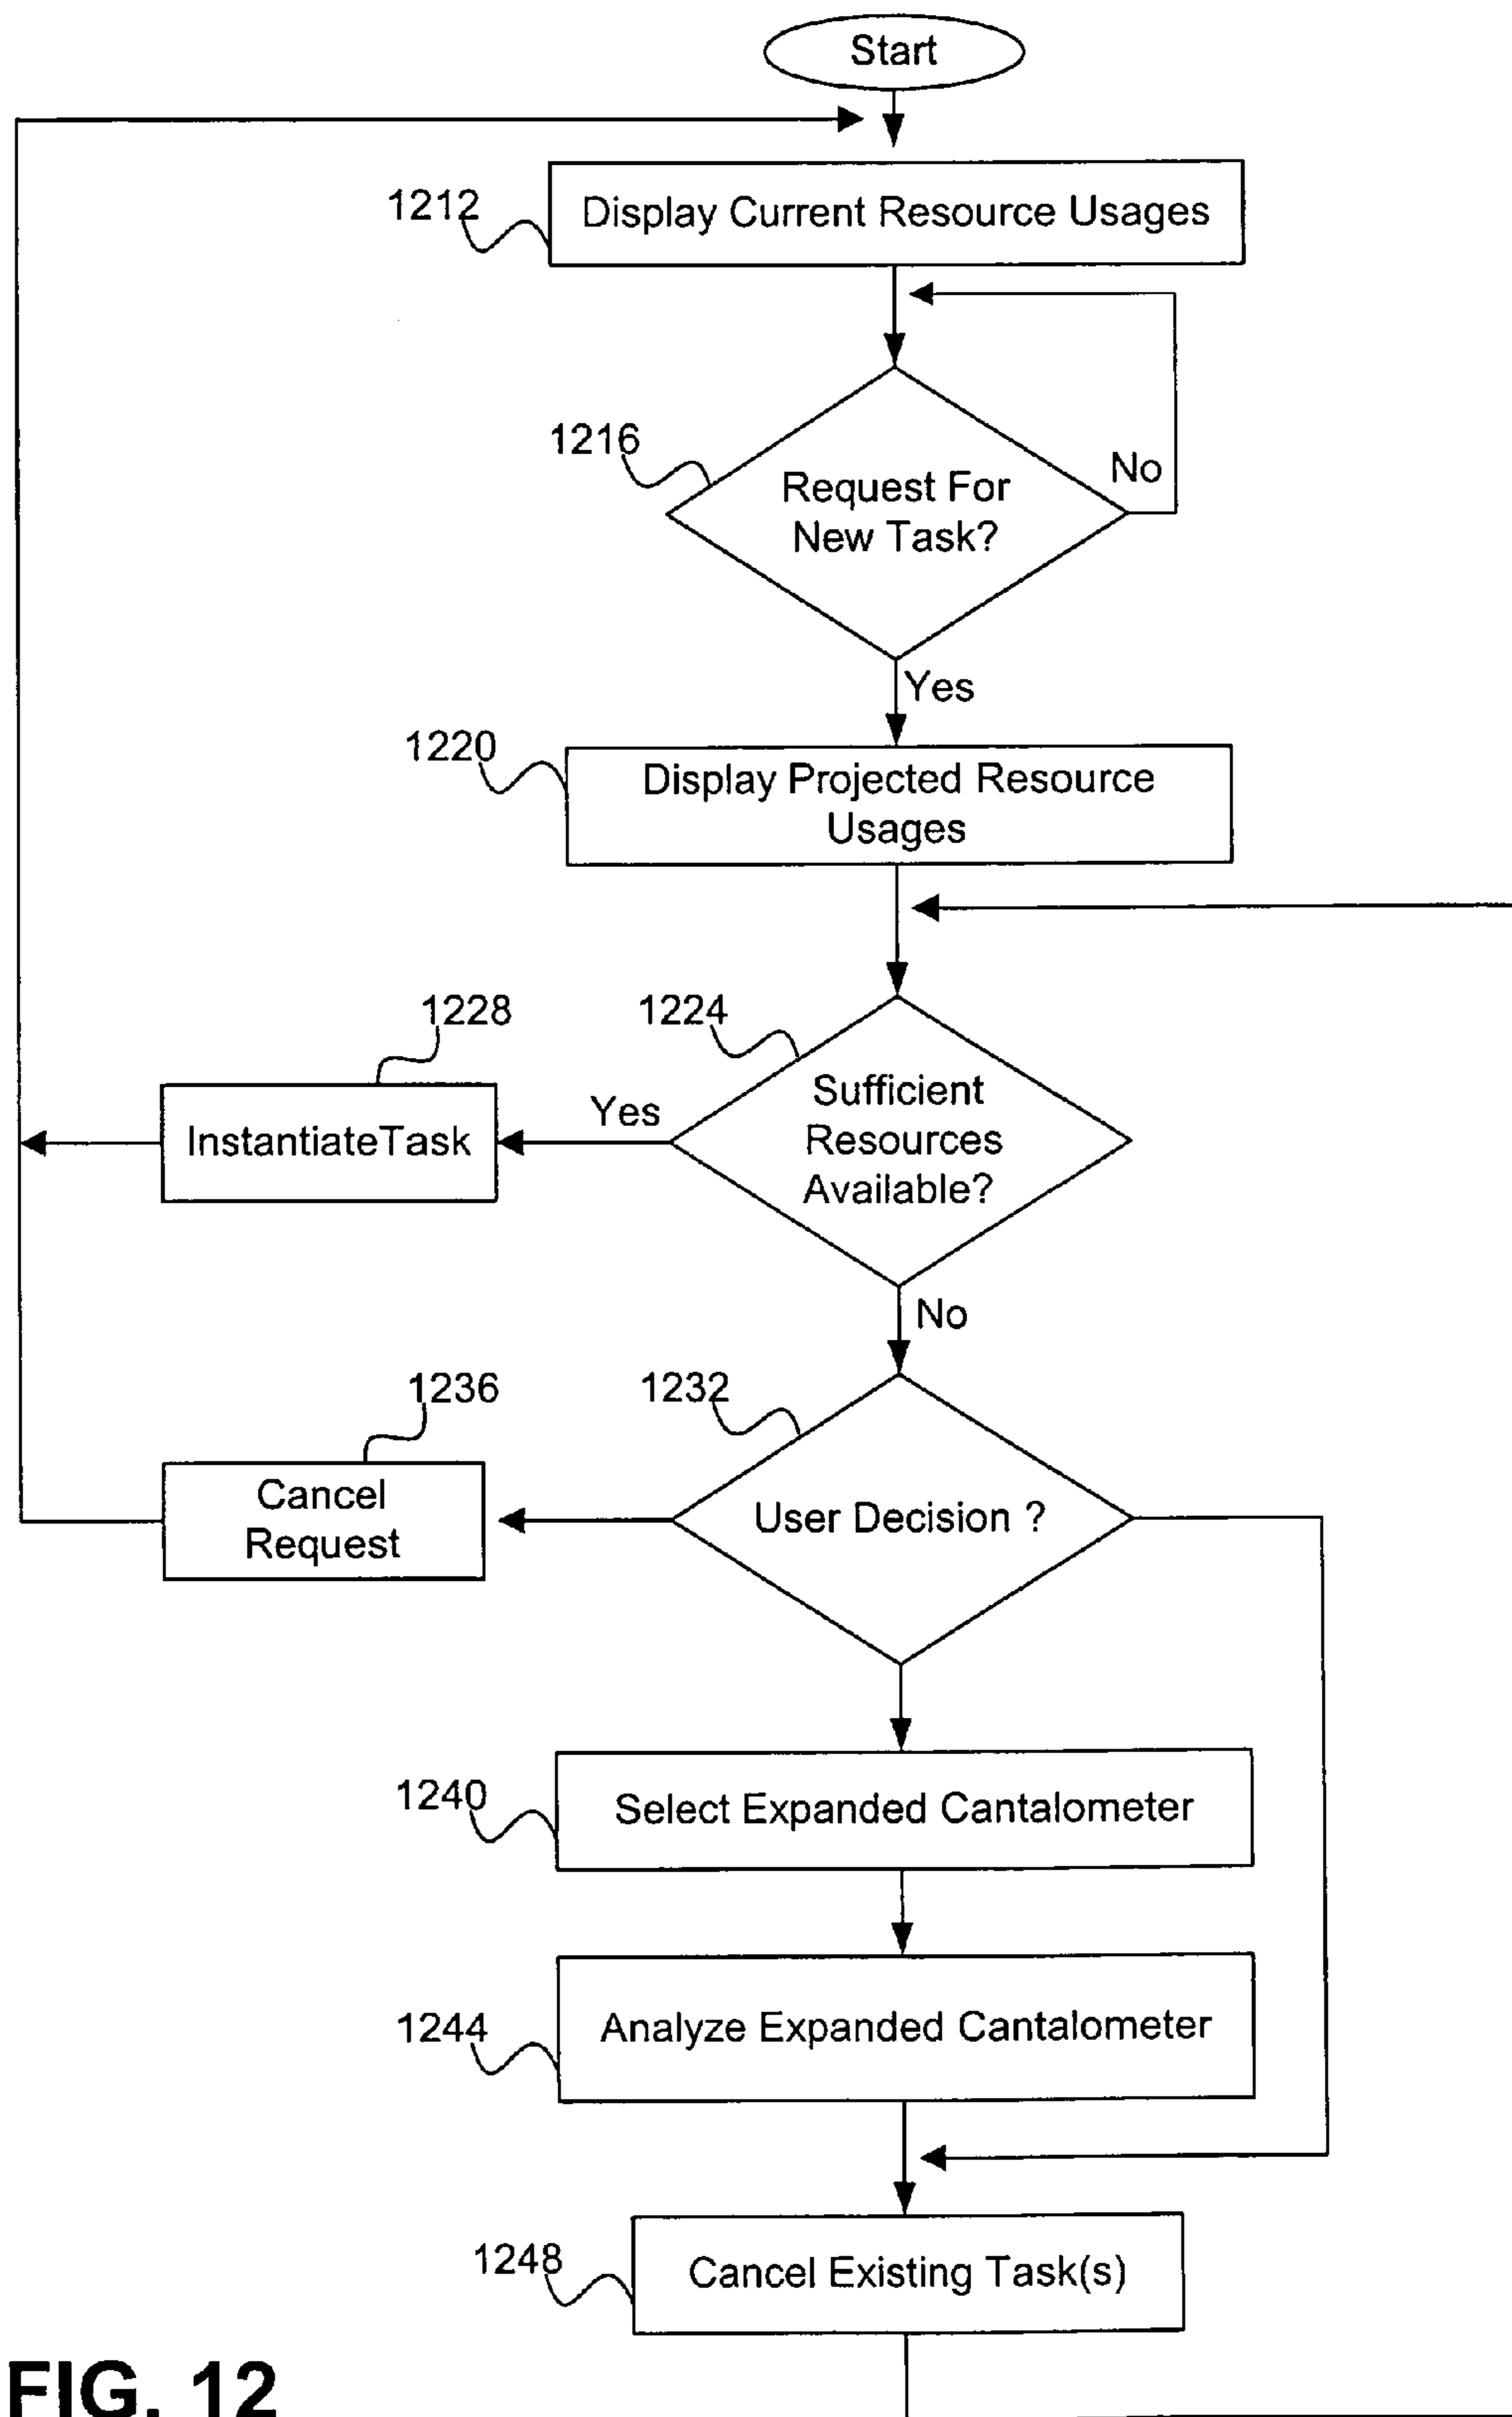 Start
1212
Display Current Resource Usages
1216
Request For
New Task?
No
Yes
1220
Display Projected Resource
Usages
1228
1224
Sufficient
Resources
Available?
Yes
InstantiateTask
No
1236
1232
Cancel
Request
User Decision ?
1240
Select Expanded Cantalometer
1244
Analyze Expanded Cantalometer
1248
Cancel Existing Task(s)
FIG. 12